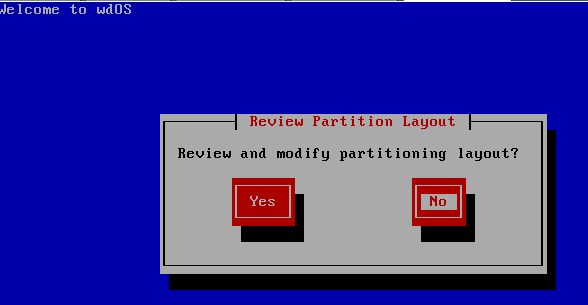 Welcome to wdOS
Review Partition Layout
Review and modify partitioning layout?
Yes
No